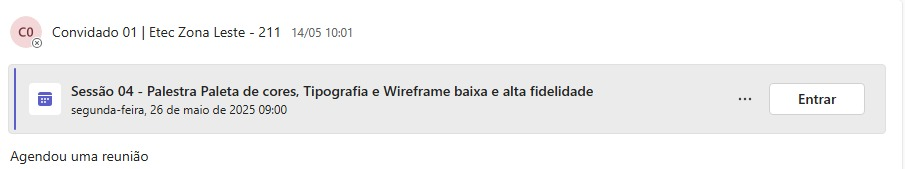 C0 Convidado 01 | Etec Zona Leste - 211 14/05 10:01
Sessão 04 - Palestra Paleta de cores, Tipografia e Wireframe baixa e alta fidelidade
segunda-feira, 26 de maio de 2025 09:00
... Entrar
Agendou uma reunião